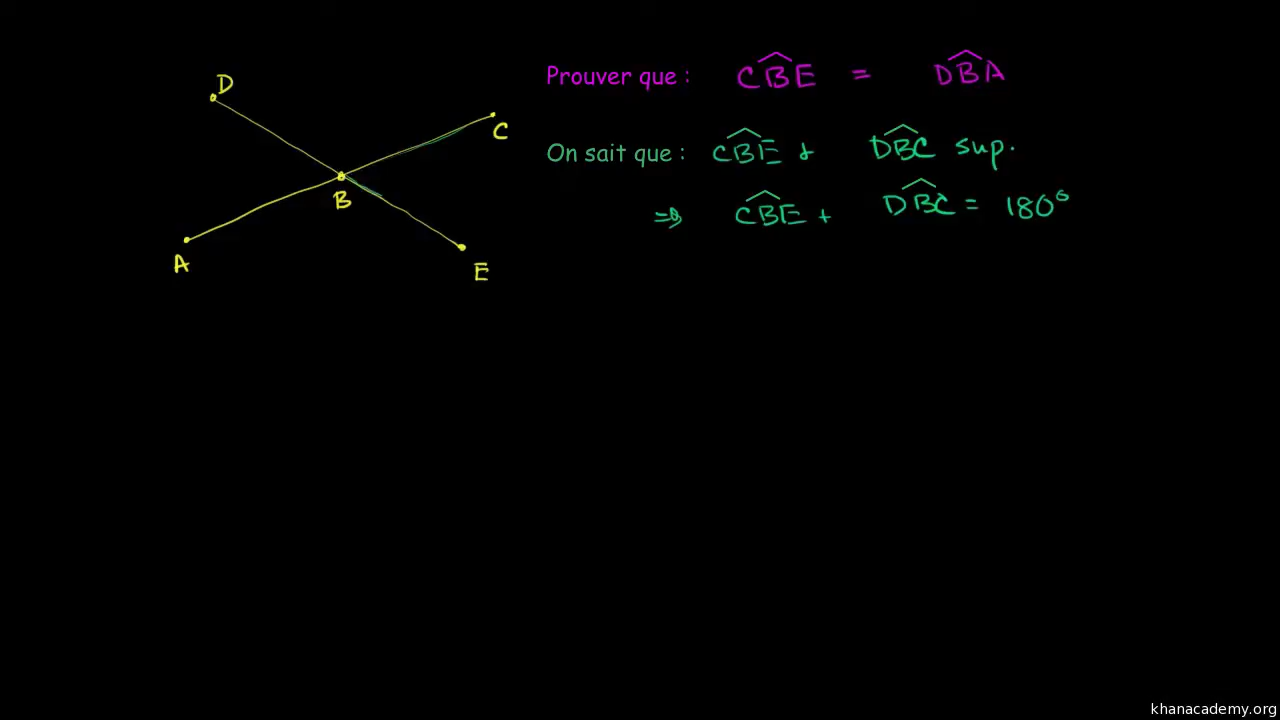 D
C
B
A
E
Prouver que : CBE = DBA
On sait que : CBE & DBC sup.
⇒ CBE + DBC = 180°
khanacademy.org